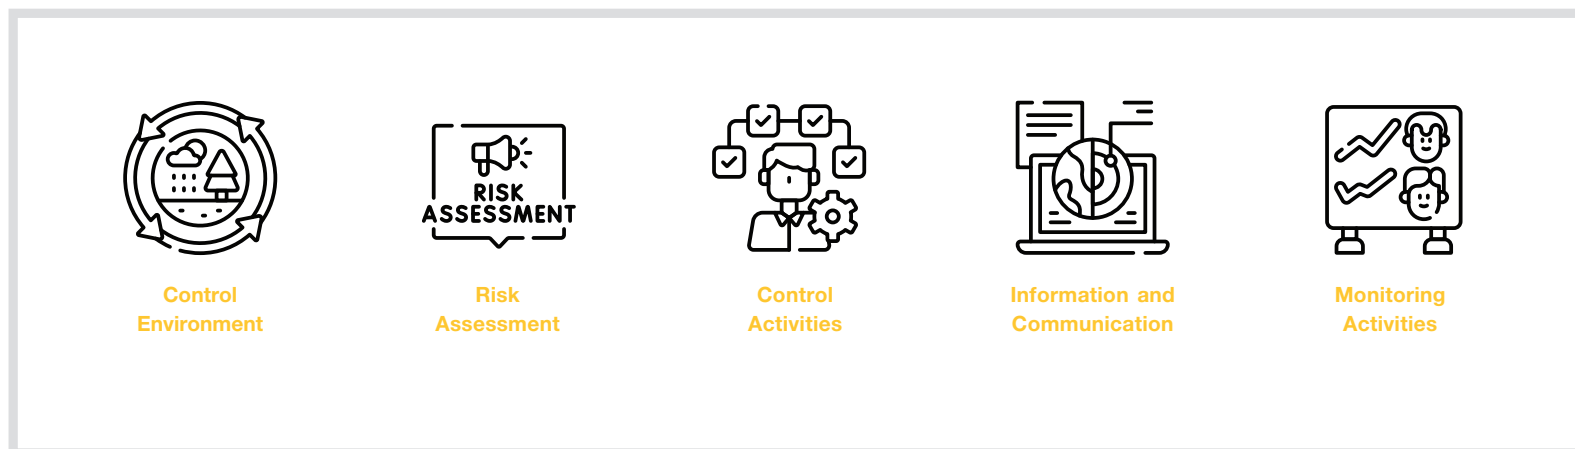 RISK
ASSESSMENT
Control
Environment
Risk
Assessment
Control
Activities
Information and
Communication
Monitoring
Activities